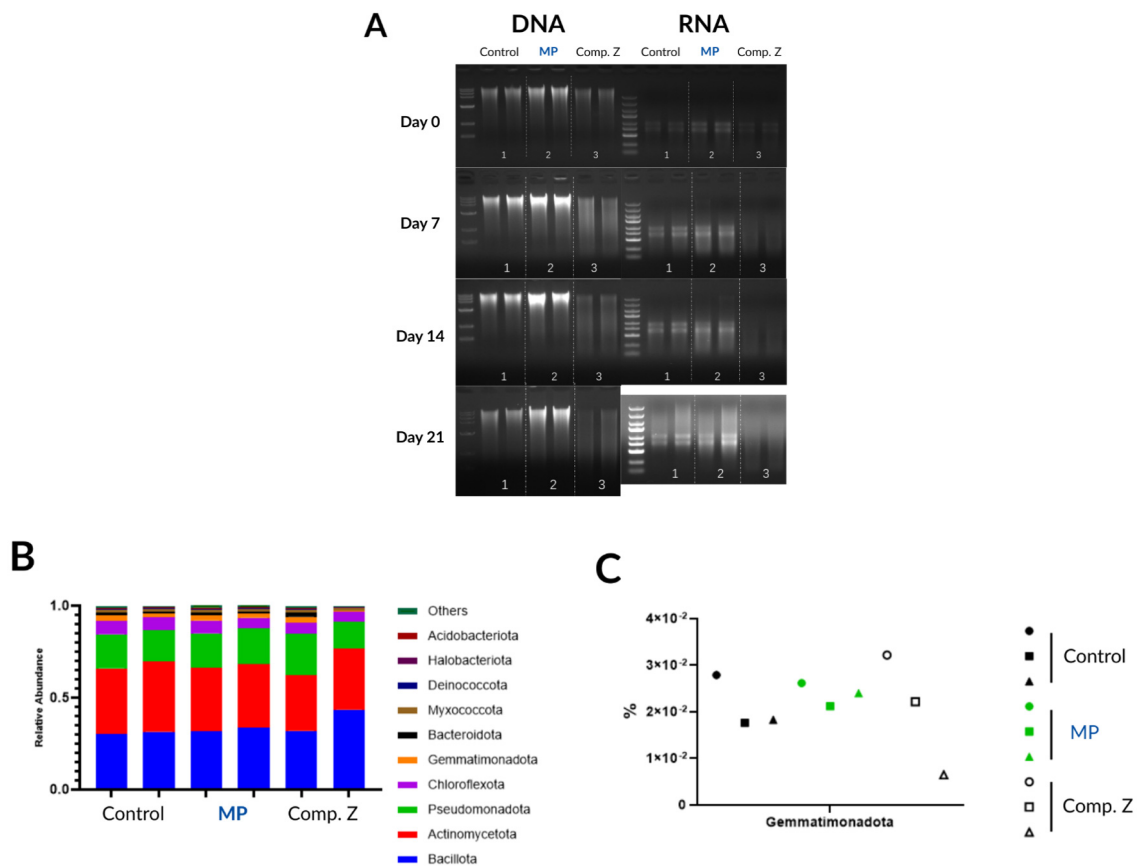 A
DNA RNA
Control MP Comp. Z Control MP Comp. Z
Day 0
1 2 3 1 2 3
Day 7
1 2 3 1 2 3
Day 14
1 2 3 1 2 3
Day 21
1 2 3 1 2 3
B
Relative Abundance
1.0
0.5
0.0
Control MP Comp. Z
Others
Acidobacteriota
Halobacteriota
Deinococcota
Myxococcota
Bacteroidota
Gemmatimonadota
Chloroflexota
Pseudomonadota
Actinomycetota
Bacillota
C
%
4×10-2
3×10-2
2×10-2
1×10-2
0
Gemmatimonadota
Control
MP
Comp. Z